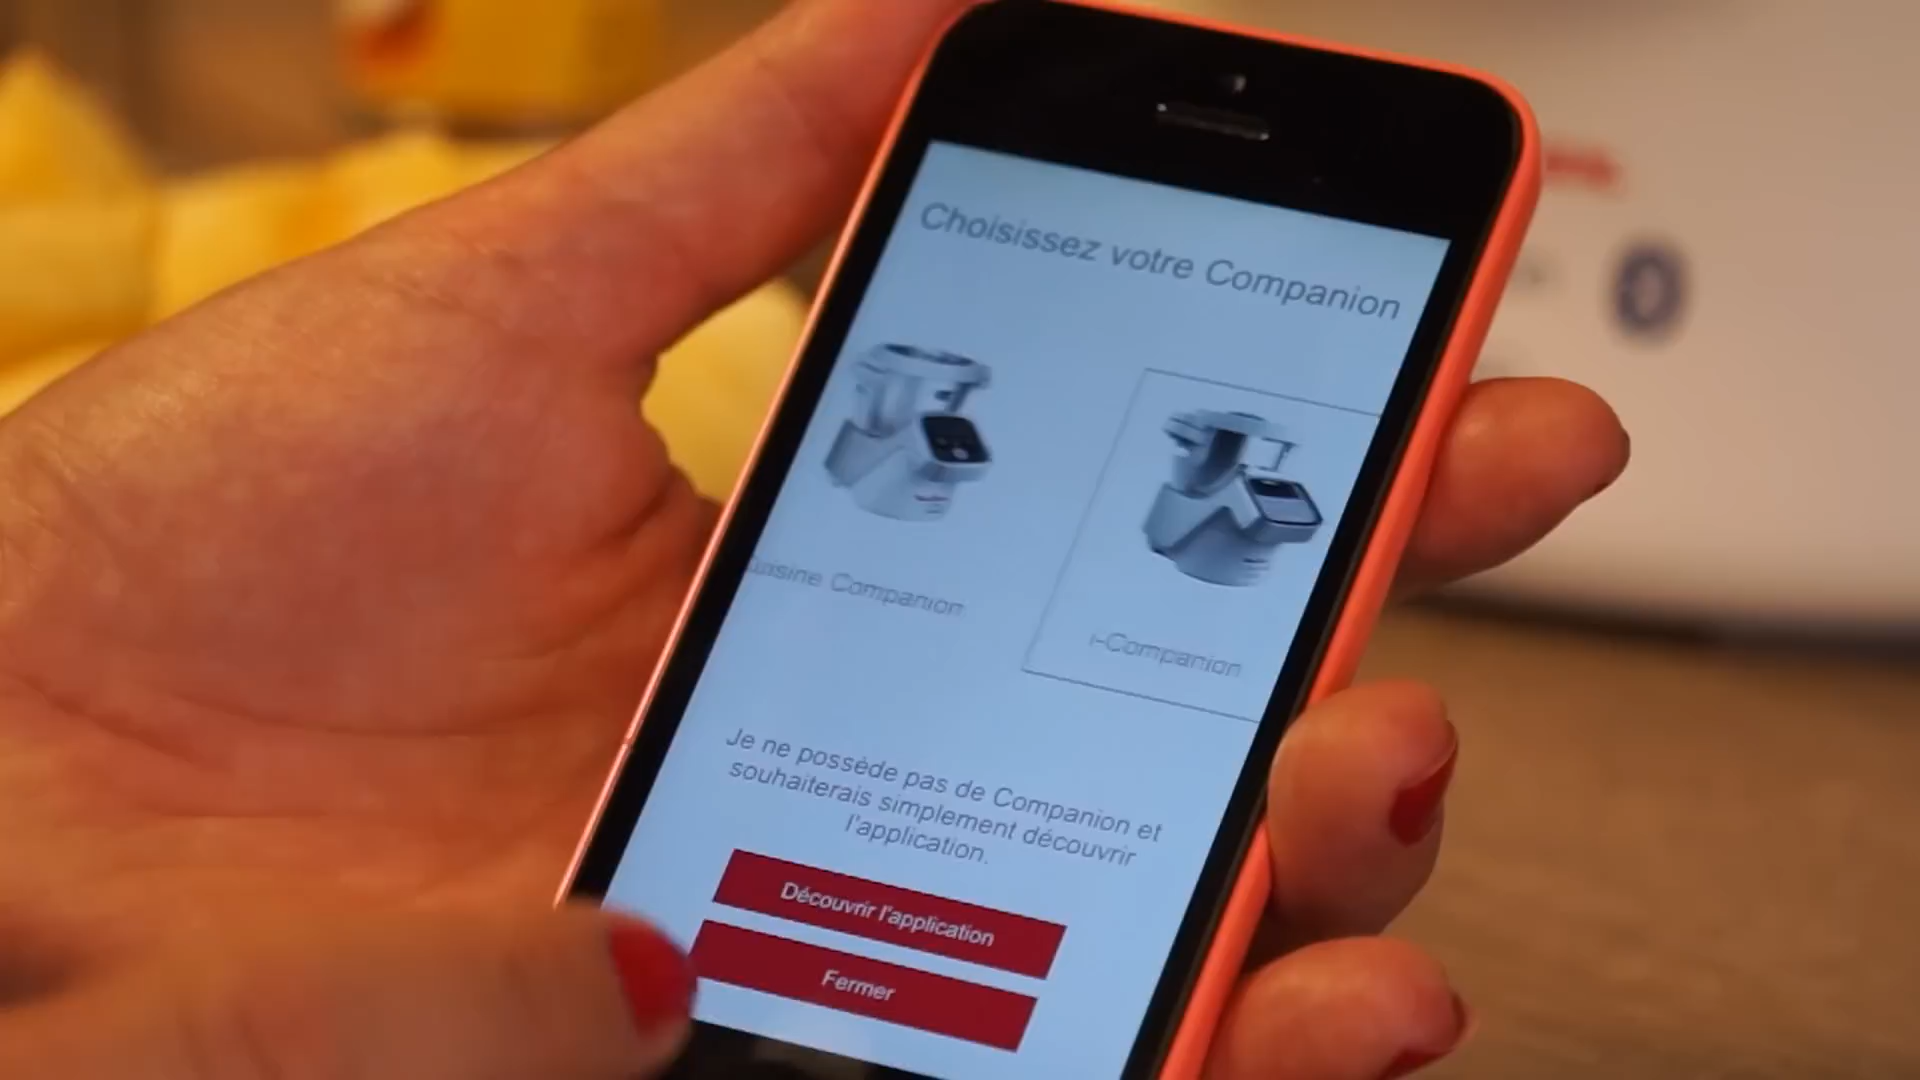 Choisissez votre Companion
Companion
i-Companion
Je ne possède pas de Companion et
souhaiterais simplement découvrir
l'application.
Découvrir l'application
Fermer